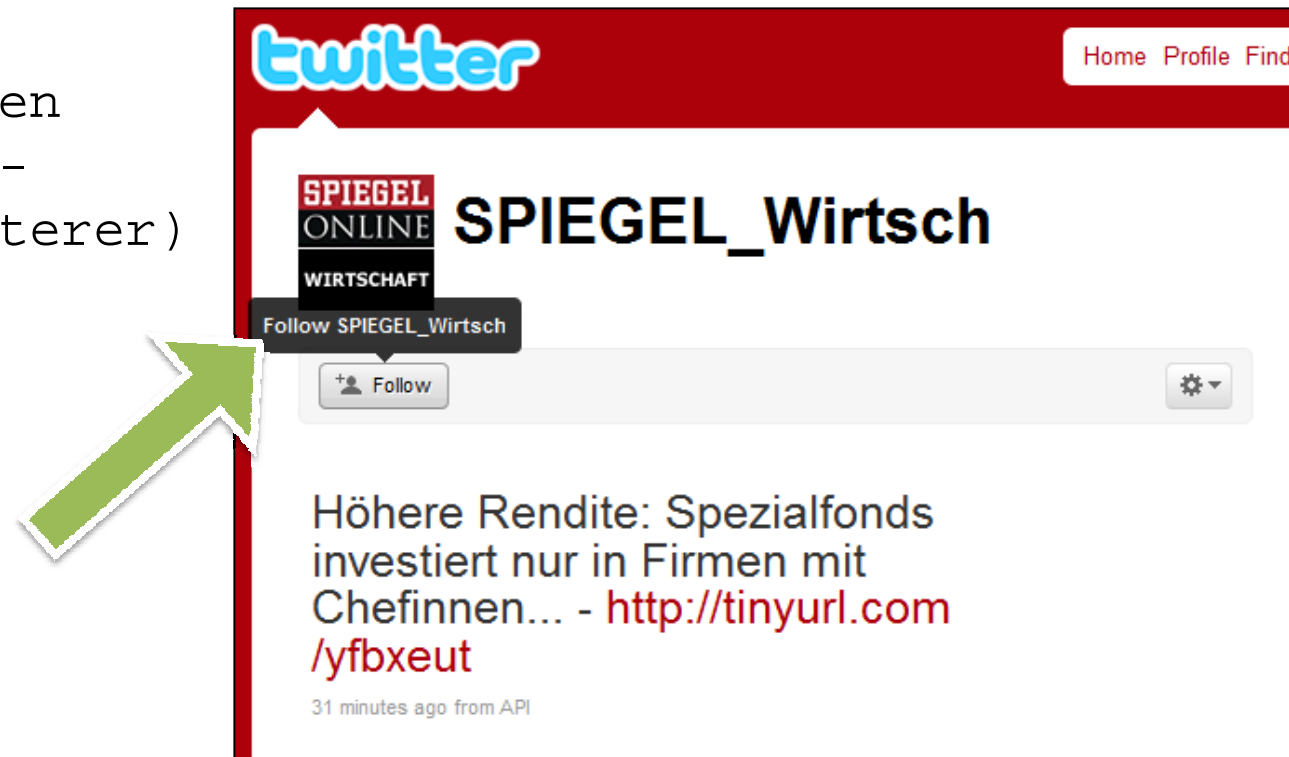 en
-
terer)
twitter
Home Profile Find
SPIEGEL
ONLINE
WIRTSCHAFT
SPIEGEL_Wirtsch
Follow SPIEGEL_Wirtsch
Follow
Höhere Rendite: Spezialfonds
investiert nur in Firmen mit
Chefinnen... - http://tinyurl.com
/yfbxeut
31 minutes ago from API